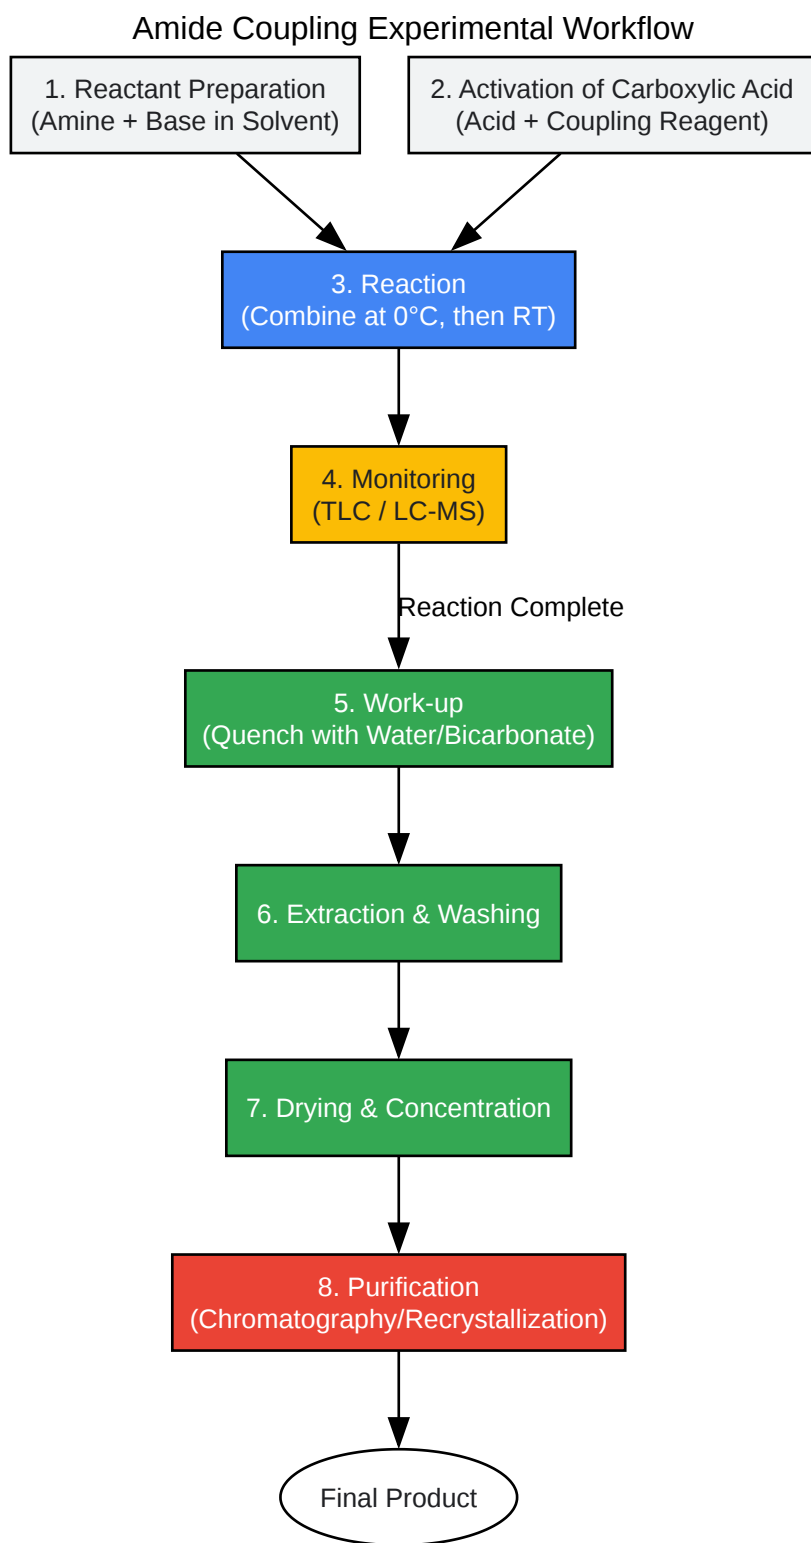 Amide Coupling Experimental Workflow
1. Reactant Preparation
(Amine + Base in Solvent)
2. Activation of Carboxylic Acid
(Acid + Coupling Reagent)
3. Reaction
(Combine at 0°C, then RT)
4. Monitoring
(TLC / LC-MS)
Reaction Complete
5. Work-up
(Quench with Water/Bicarbonate)
6. Extraction & Washing
7. Drying & Concentration
8. Purification
(Chromatography/Recrystallization)
Final Product